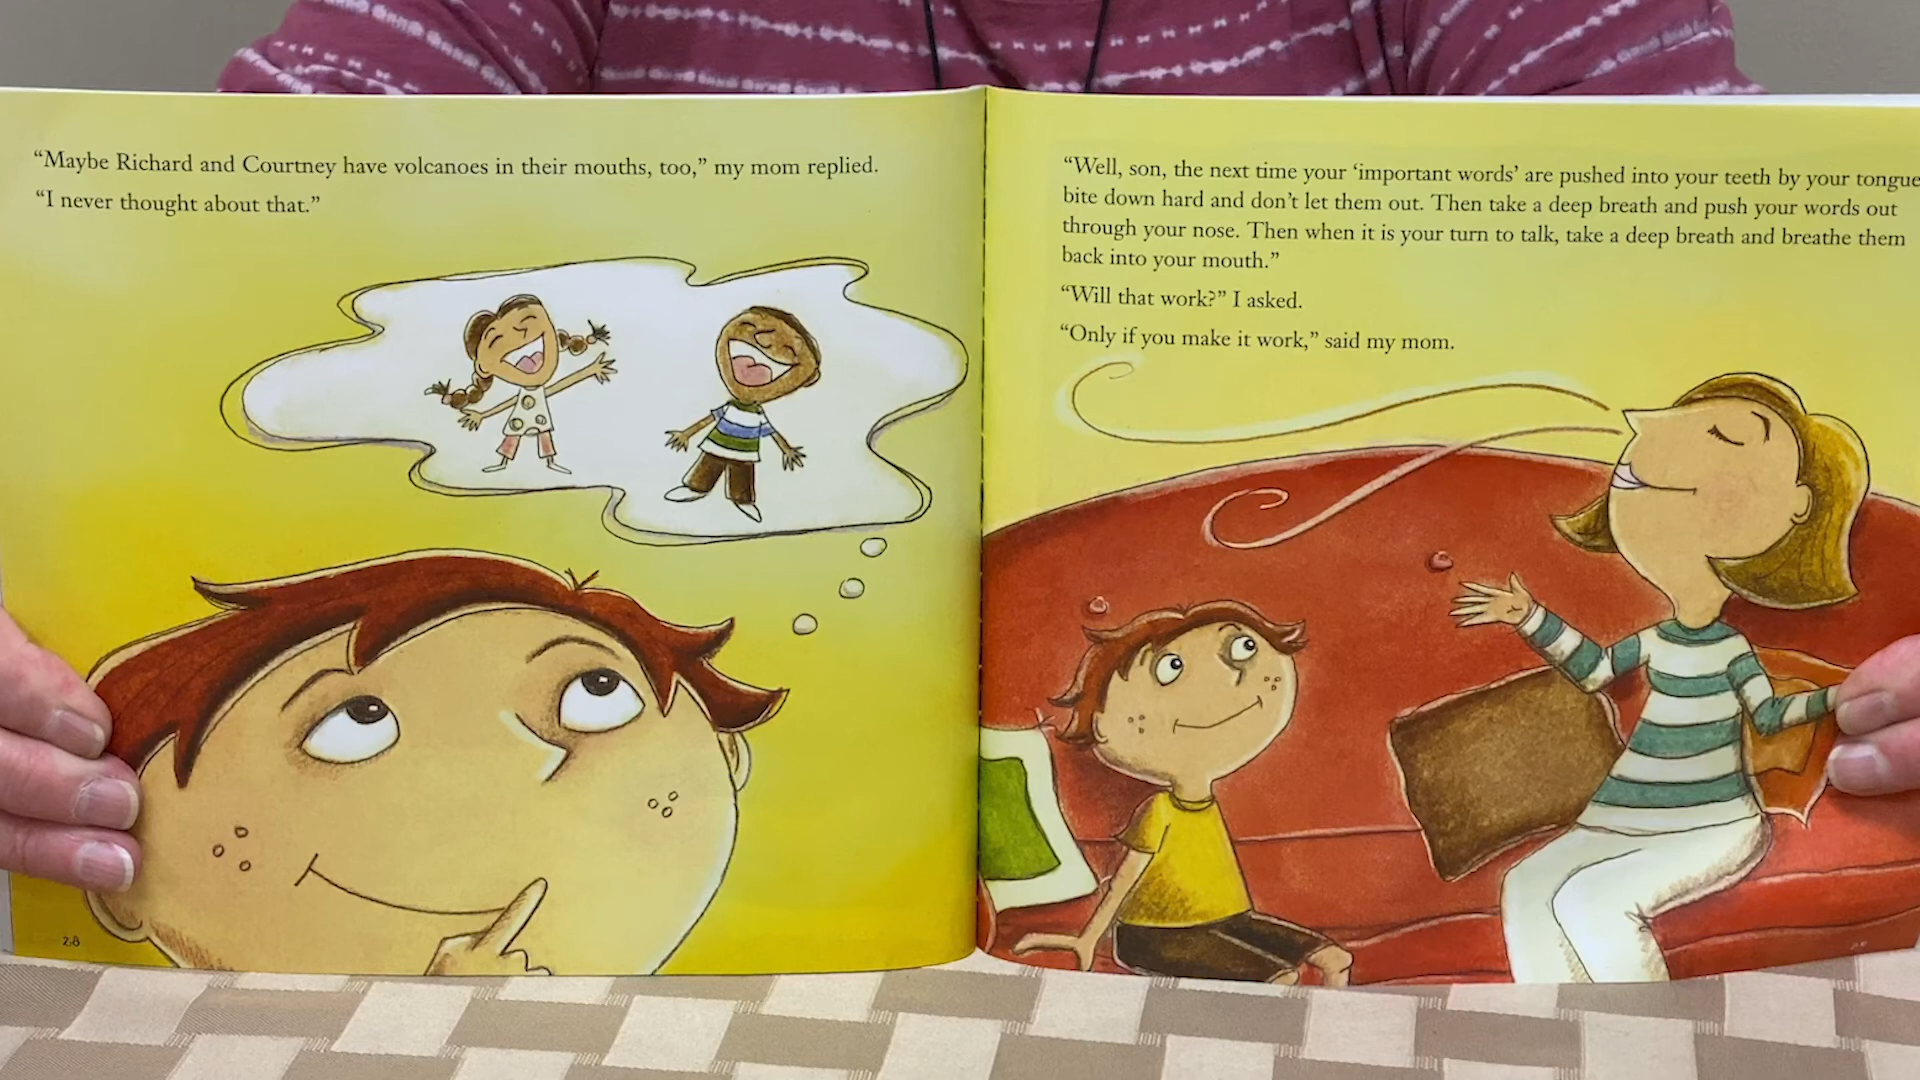 “Maybe Richard and Courtney have volcanoes in their mouths, too,” my mom replied.
“I never thought about that.”
28
“Well, son, the next time your ‘important words’ are pushed into your teeth by your tongue
bite down hard and don’t let them out. Then take a deep breath and push your words out
through your nose. Then when it is your turn to talk, take a deep breath and breathe them
back into your mouth.”
“Will that work?” I asked.
“Only if you make it work,” said my mom.